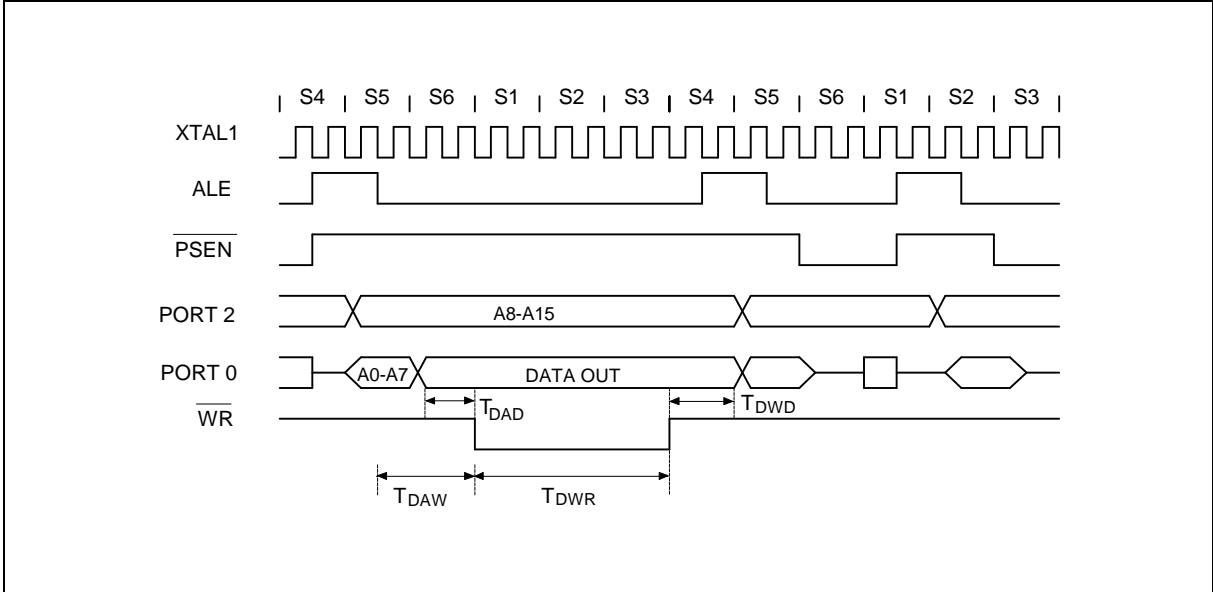 | S4 | S5 | S6 | S1 | S2 | S3 | S4 | S5 | S6 | S1 | S2 | S3 |
XTAL1
ALE
PSEN
PORT 2 A8-A15
PORT 0 A0-A7 DATA OUT
WR TDAD TDWD
TDAW TDWR